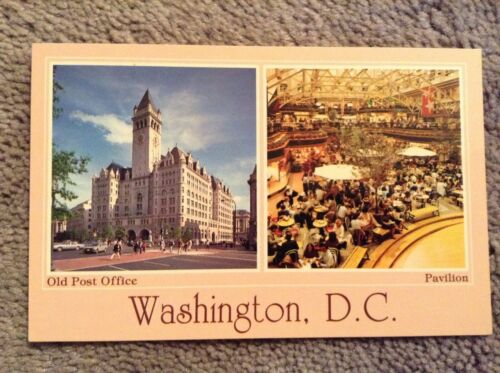 Old Post Office
Pavilion
Washington, D.C.